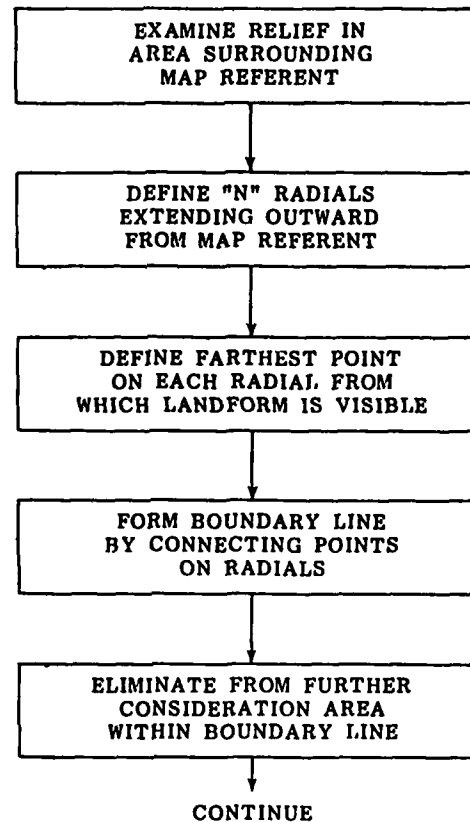 EXAMINE RELIEF IN
AREA SURROUNDING
MAP REFERENT
DEFINE "N" RADIALS
EXTENDING OUTWARD
FROM MAP REFERENT
DEFINE FARTHEST POINT
ON EACH RADIAL FROM
WHICH LANDFORM IS VISIBLE
FORM BOUNDARY LINE
BY CONNECTING POINTS
ON RADIALS
ELIMINATE FROM FURTHER
CONSIDERATION AREA
WITHIN BOUNDARY LINE
CONTINUE